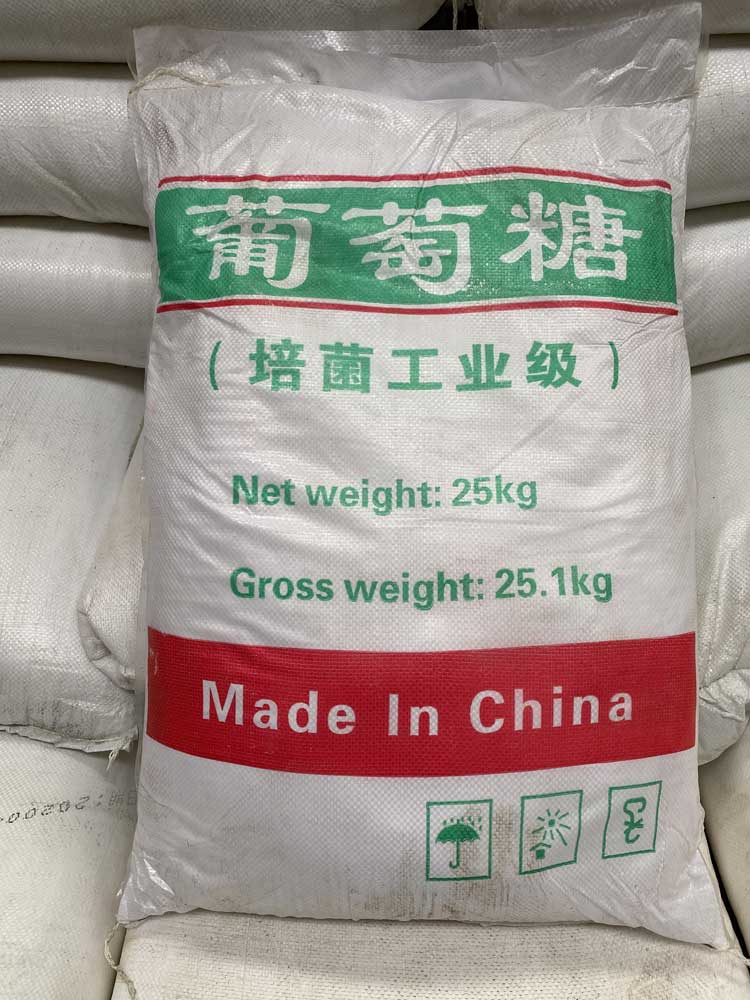 葡萄糖
(培菌工业级)
Net weight: 25kg
Gross weight: 25.1kg
Made In China